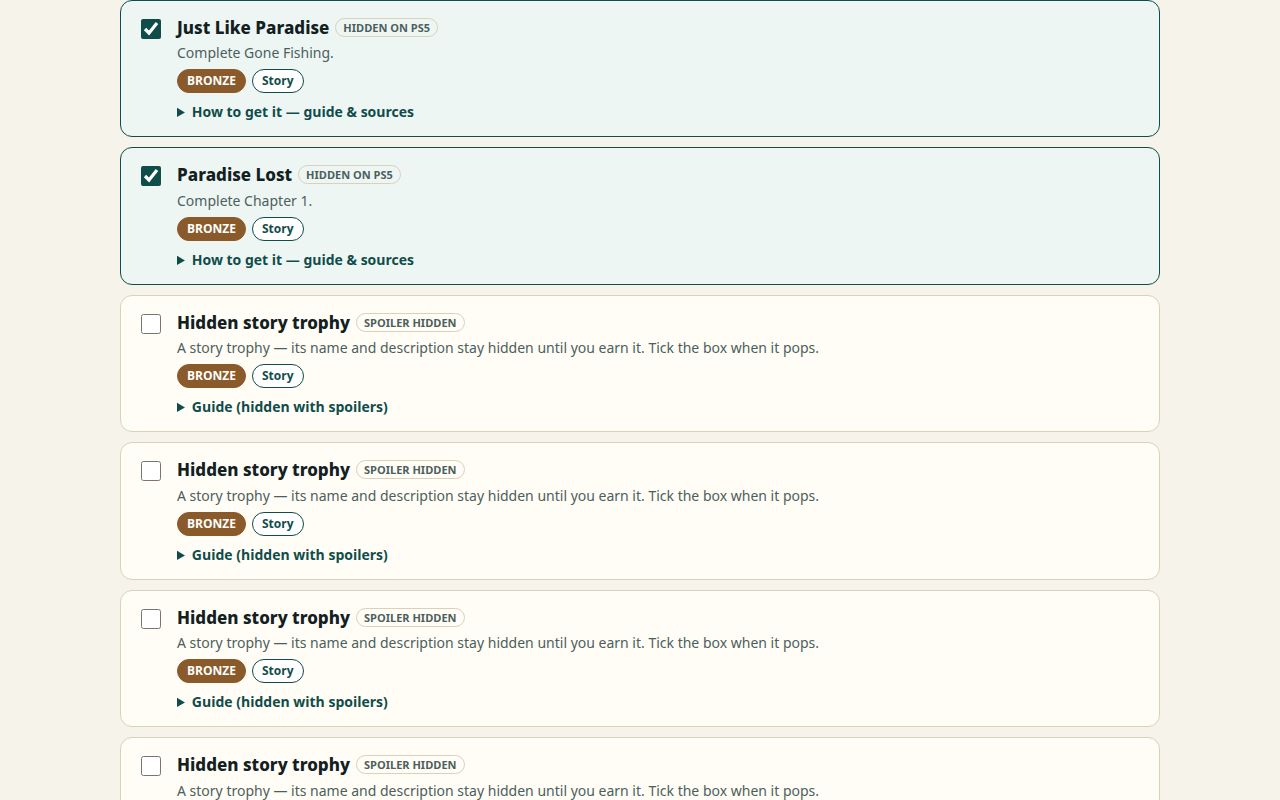 Just Like Paradise HIDDEN ON PS5
Complete Gone Fishing.
BRONZE Story
▶ How to get it — guide & sources
Paradise Lost HIDDEN ON PS5
Complete Chapter 1.
BRONZE Story
▶ How to get it — guide & sources
Hidden story trophy SPOILER HIDDEN
A story trophy — its name and description stay hidden until you earn it. Tick the box when it pops.
BRONZE Story
▶ Guide (hidden with spoilers)
Hidden story trophy SPOILER HIDDEN
A story trophy — its name and description stay hidden until you earn it. Tick the box when it pops.
BRONZE Story
▶ Guide (hidden with spoilers)
Hidden story trophy SPOILER HIDDEN
A story trophy — its name and description stay hidden until you earn it. Tick the box when it pops.
BRONZE Story
▶ Guide (hidden with spoilers)
Hidden story trophy SPOILER HIDDEN
A story trophy — its name and description stay hidden until you earn it. Tick the box when it pops.